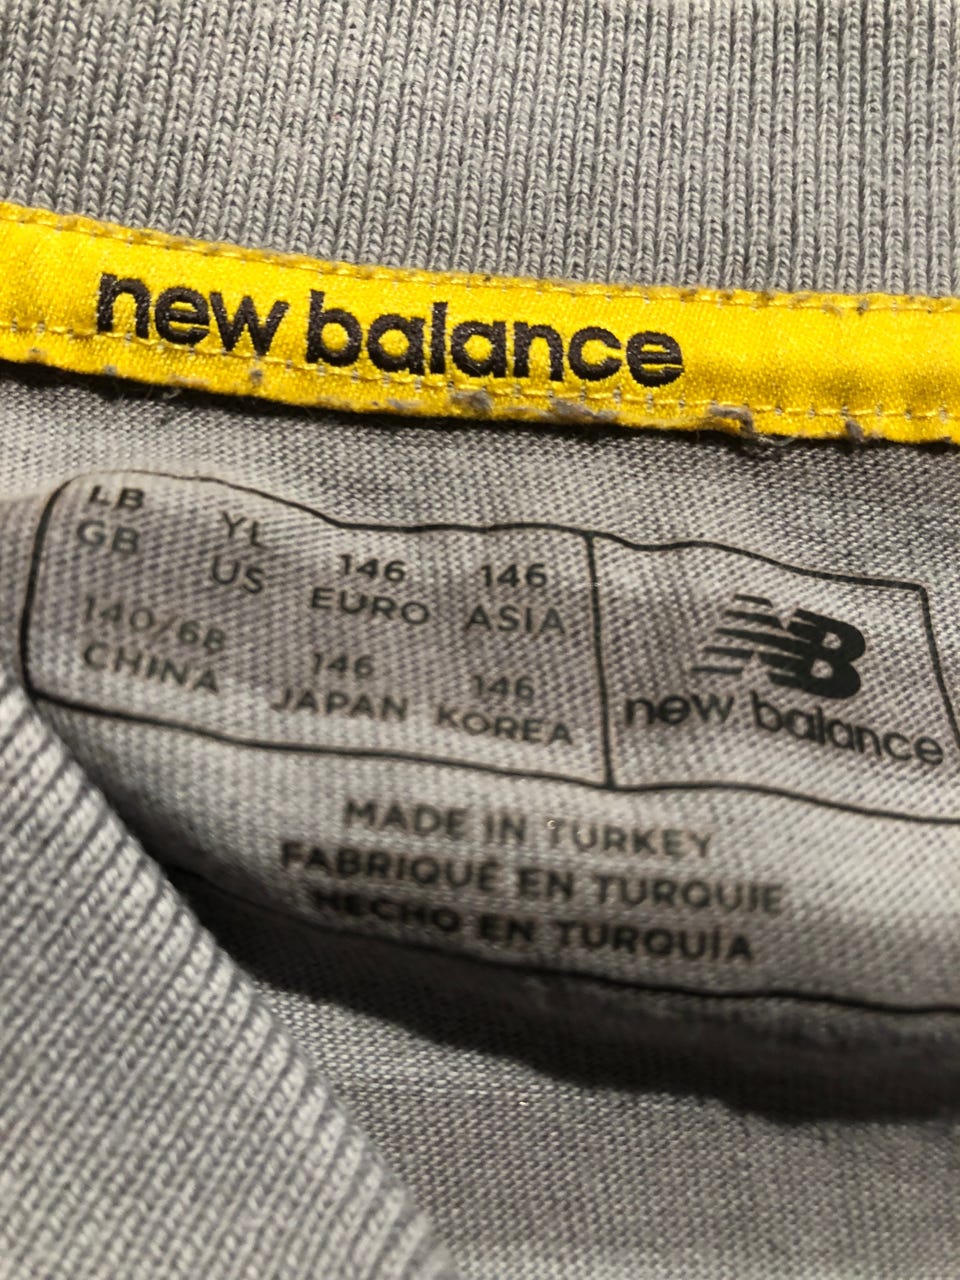 new balance
LB YL 146 146
GB US EURO ASIA
140/68 146 146
CHINA JAPAN KOREA
new balance
MADE IN TURKEY
FABRIQUÉ EN TURQUIE
HECHO EN TURQUÍA